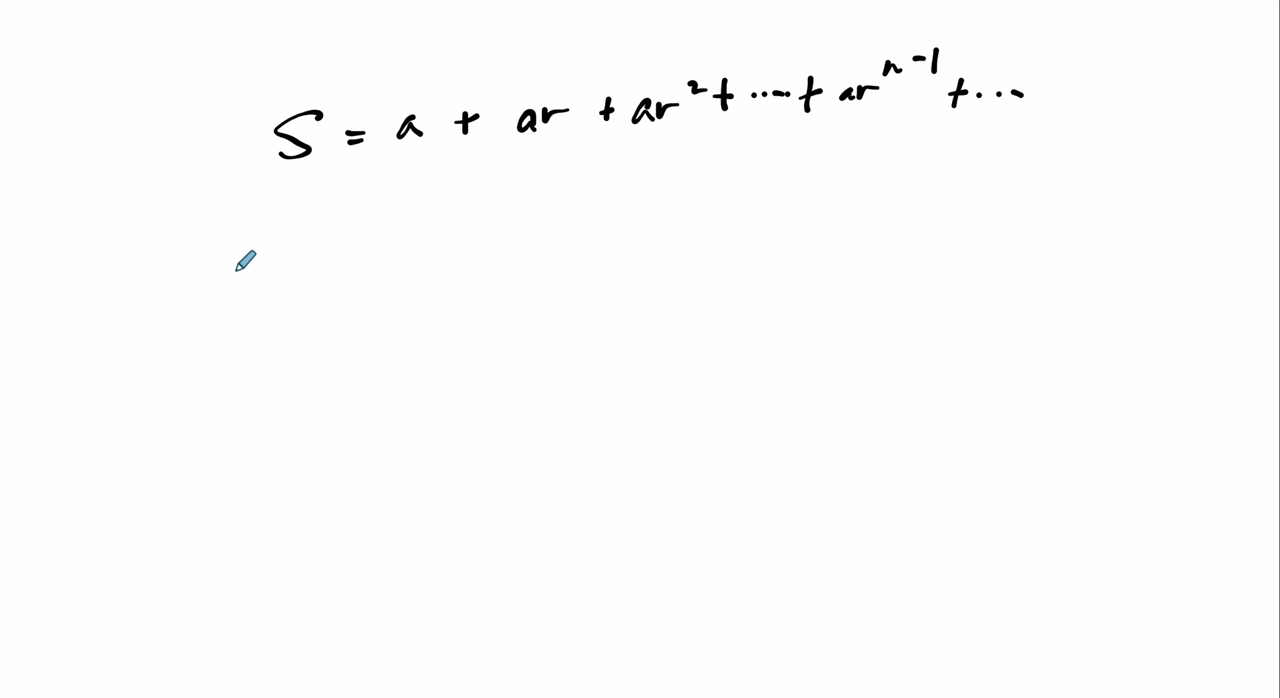 S = a + ar + ar² + ..... + arⁿ⁻¹ + ...